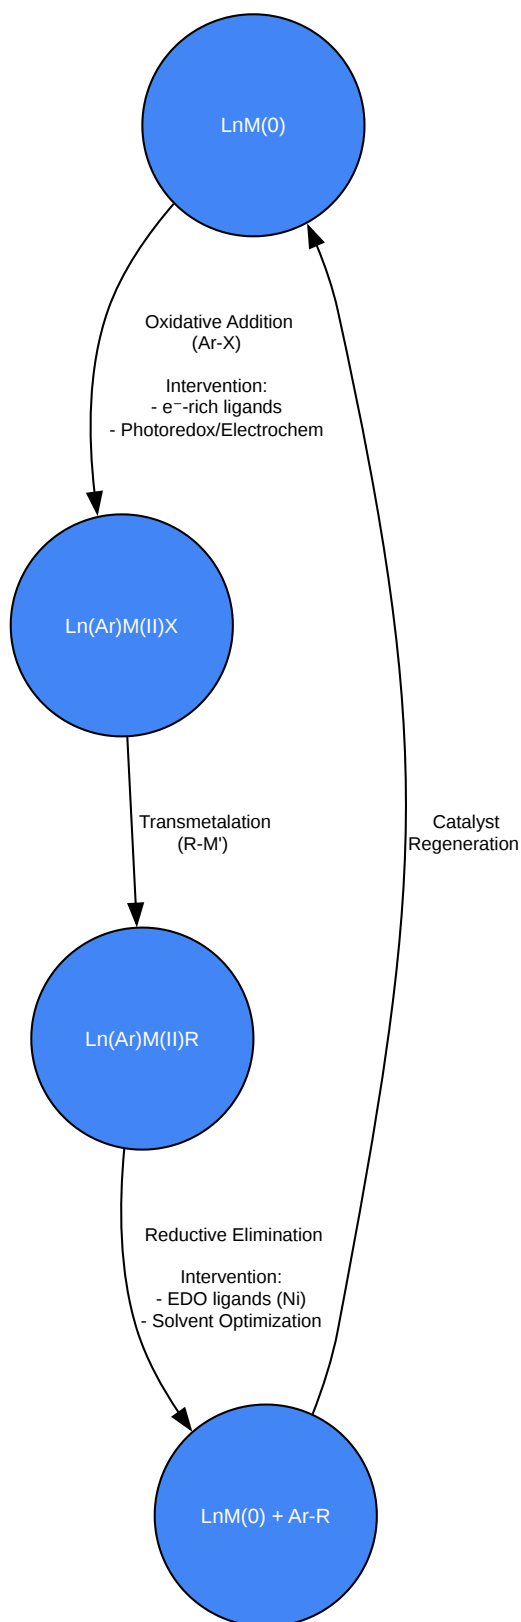 LnM(0)
Oxidative Addition
(Ar-X)
Intervention:
- e⁻-rich ligands
- Photoredox/Electrochem
Ln(Ar)M(II)X
Transmetalation
(R-M')
Catalyst
Regeneration
Ln(Ar)M(II)R
Reductive Elimination
Intervention:
- EDO ligands (Ni)
- Solvent Optimization
LnM(0) + Ar-R